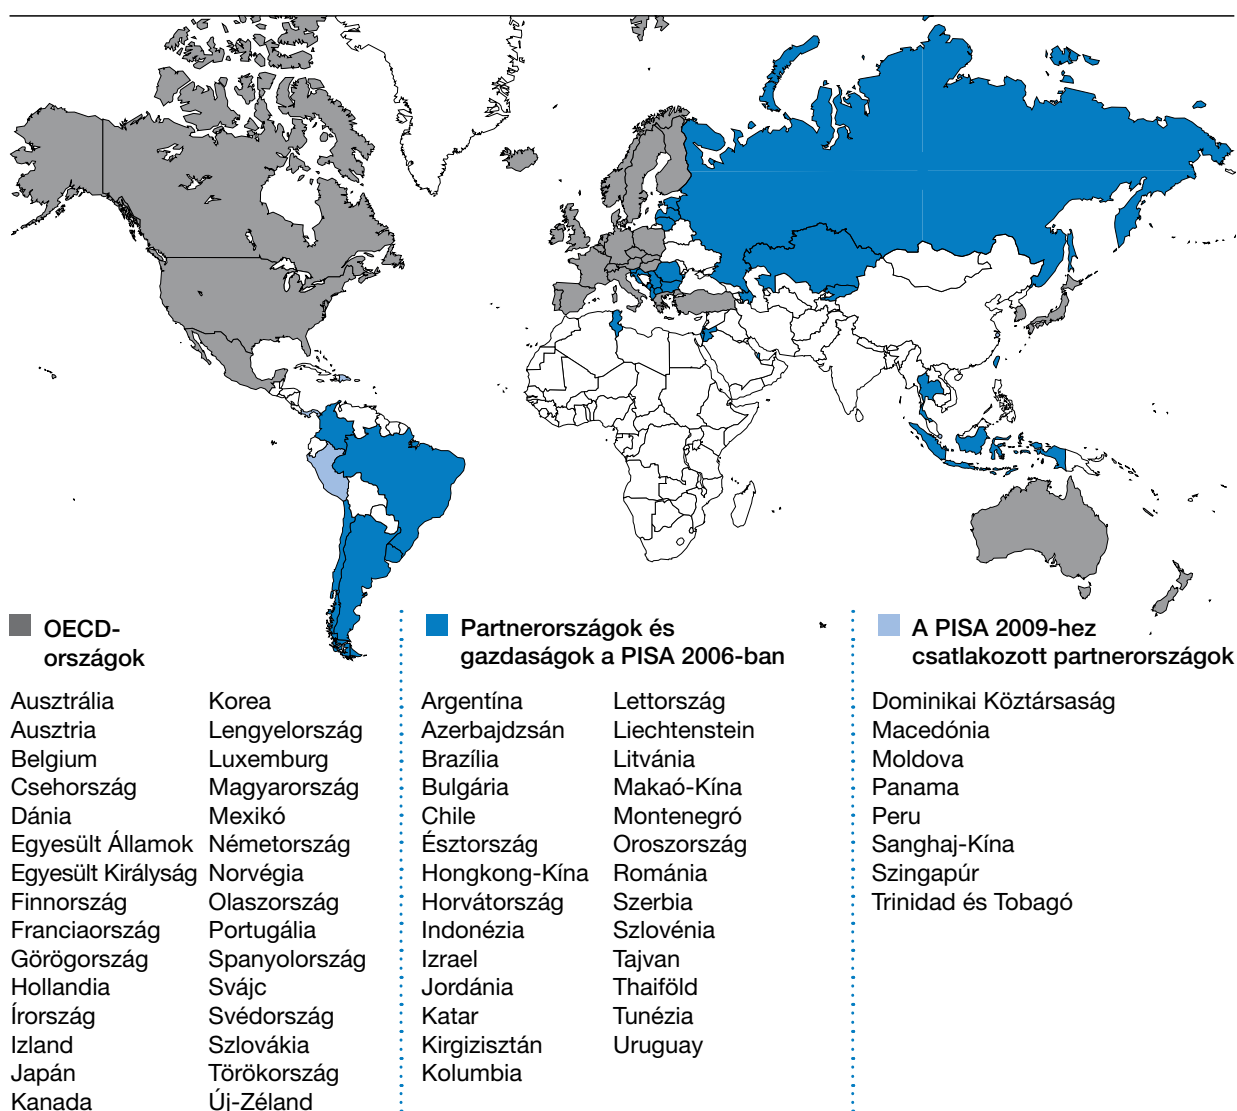 OECD-
országok
Ausztrália
Ausztria
Belgium
Csehország
Dánia
Egyesült Államok
Egyesült Királyság
Finnország
Franciaország
Görögország
Hollandia
Írország
Izland
Japán
Kanada
Korea
Lengyelország
Luxemburg
Magyarország
Mexikó
Németország
Norvégia
Olaszország
Portugália
Spanyolország
Svájc
Svédország
Szlovákia
Törökország
Új-Zéland
Partnerországok és
gazdaságok a PISA 2006-ban
Argentína
Azerbajdzsán
Brazília
Bulgária
Chile
Észtország
Hongkong-Kína
Horvátország
Indonézia
Izrael
Jordánia
Katar
Kirgizisztán
Kolumbia
Lettország
Liechtenstein
Litvánia
Makaó-Kína
Montenegró
Oroszország
Románia
Szerbia
Szlovénia
Tajvan
Thaiföld
Tunézia
Uruguay
A PISA 2009-hez
csatlakozott partnerországok
Dominikai Köztársaság
Macedónia
Moldova
Panama
Peru
Sanghaj-Kína
Szingapúr
Trinidad és Tobagó